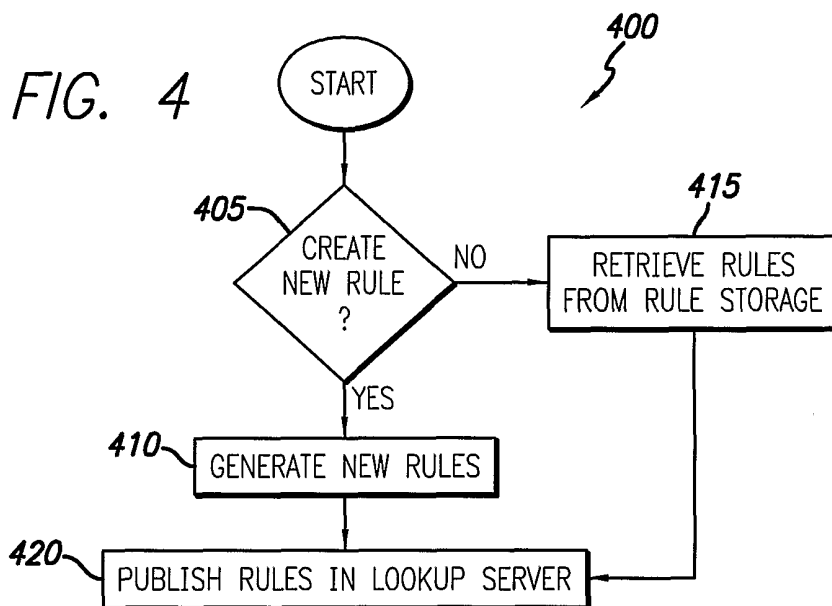 FIG. 4
400
START
405
CREATE
NEW RULE
?
NO
415
RETRIEVE RULES
FROM RULE STORAGE
YES
410
GENERATE NEW RULES
420
PUBLISH RULES IN LOOKUP SERVER